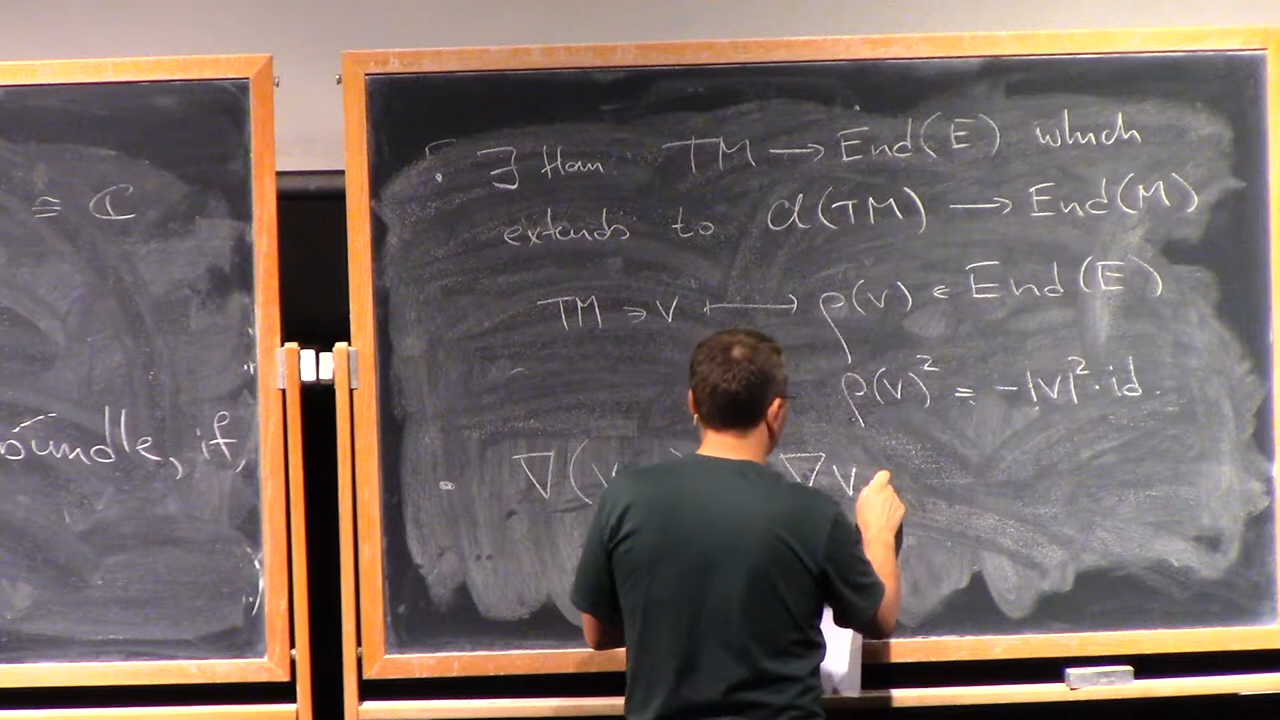 ≅ ℂ
bundle, if,
∃ Hom. TM → End(E) which
extends to Cl(TM) → End(M)
TM ∋ V ↦ ρ(v) ∈ End(E)
ρ(v)² = -|V|²·id.
• ∇(v ∇v